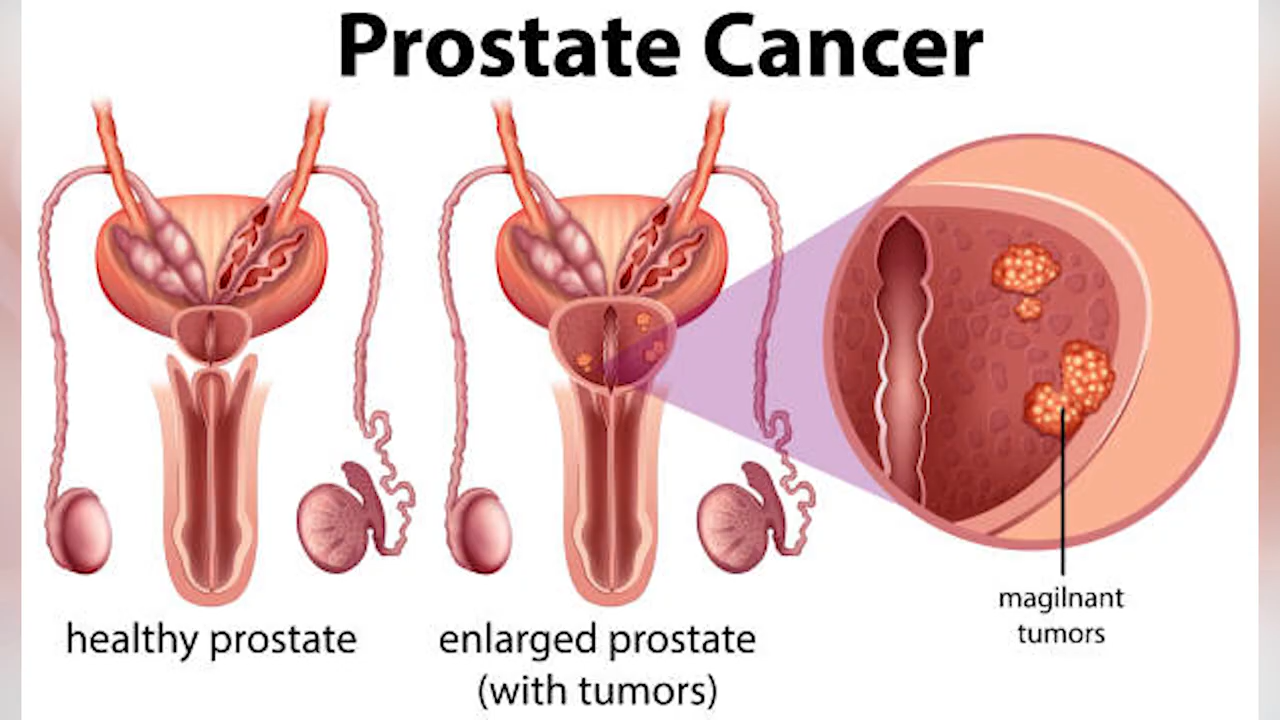 Prostate Cancer
healthy prostate
enlarged prostate
(with tumors)
magilnant
tumors